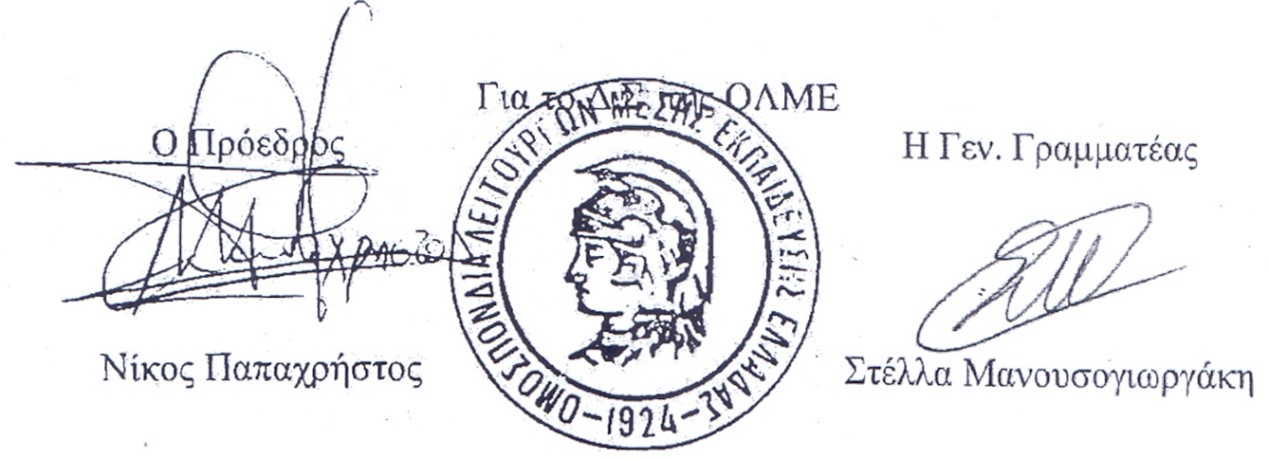 Για το Δ.Σ. της ΟΛΜΕ
Ο Πρόεδρος
Η Γεν. Γραμματέας
ΟΜΟΣΠΟΝΔΙΑ ΛΕΙΤΟΥΡΓΩΝ ΜΕΣΗΣ ΕΚΠΑΙΔΕΥΣΗΣ ΕΛΛΑΔΑΣ
-1924-
Νίκος Παπαχρήστος
Στέλλα Μανουσογιωργάκη